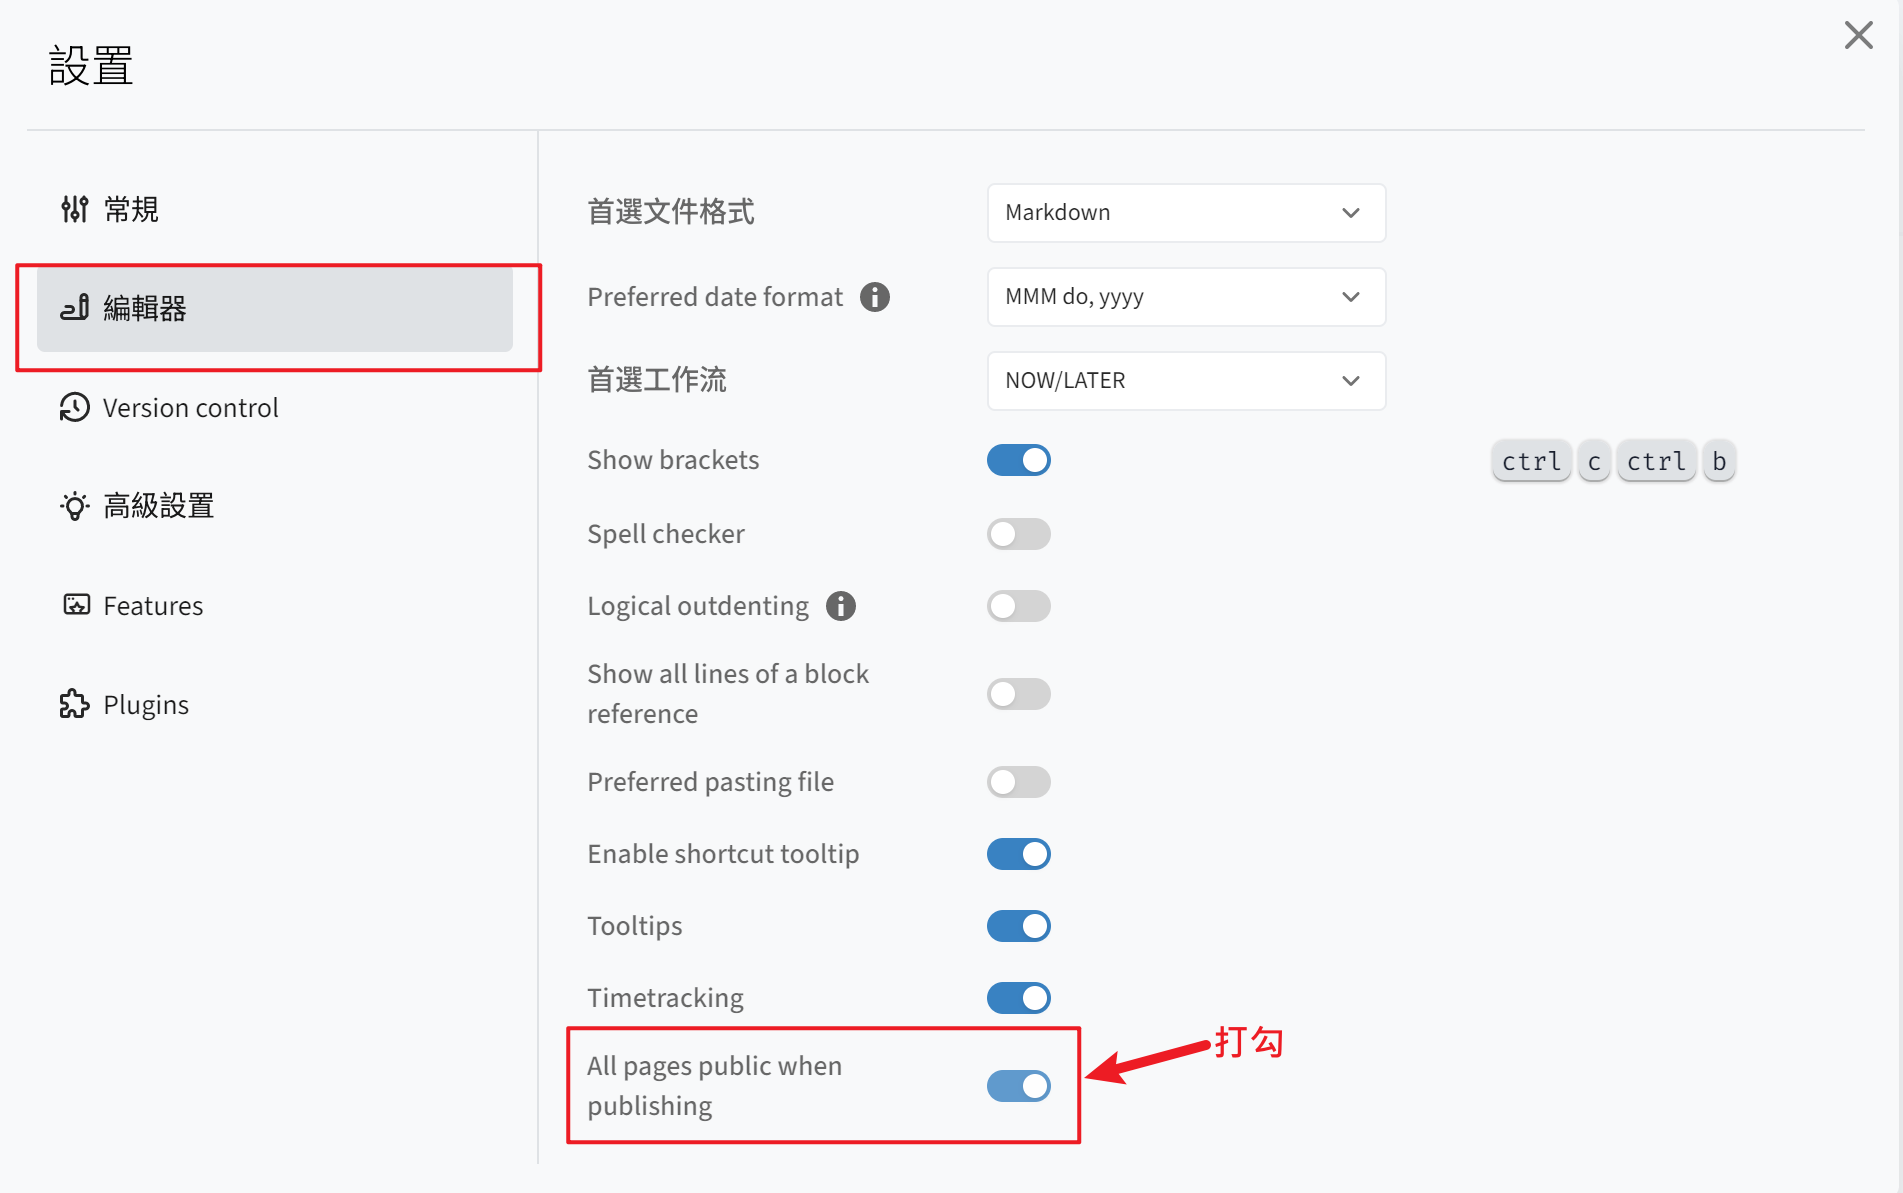 設置
常規
編輯器
Version control
高級設置
Features
Plugins
首選文件格式 Markdown
Preferred date format MMM do, yyyy
首選工作流 NOW/LATER
Show brackets ctrl c ctrl b
Spell checker
Logical outdenting
Show all lines of a block
reference
Preferred pasting file
Enable shortcut tooltip
Tooltips
Timetracking
All pages public when
publishing
打勾